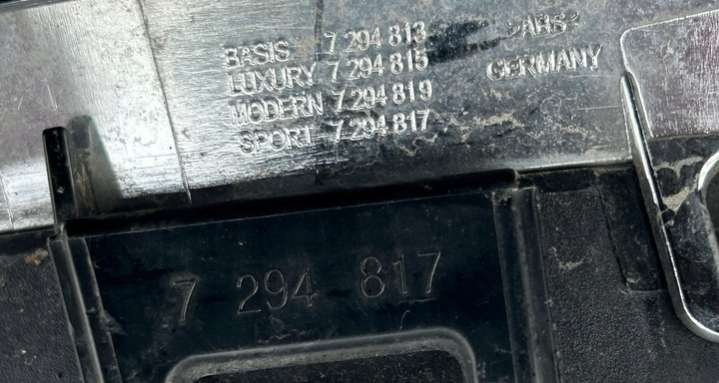 BASIS 7 294 813 >ABS<
LUXURY 7 294 815 GERMANY
MODERN 7 294 819
SPORT 7 294 817
7 294 817